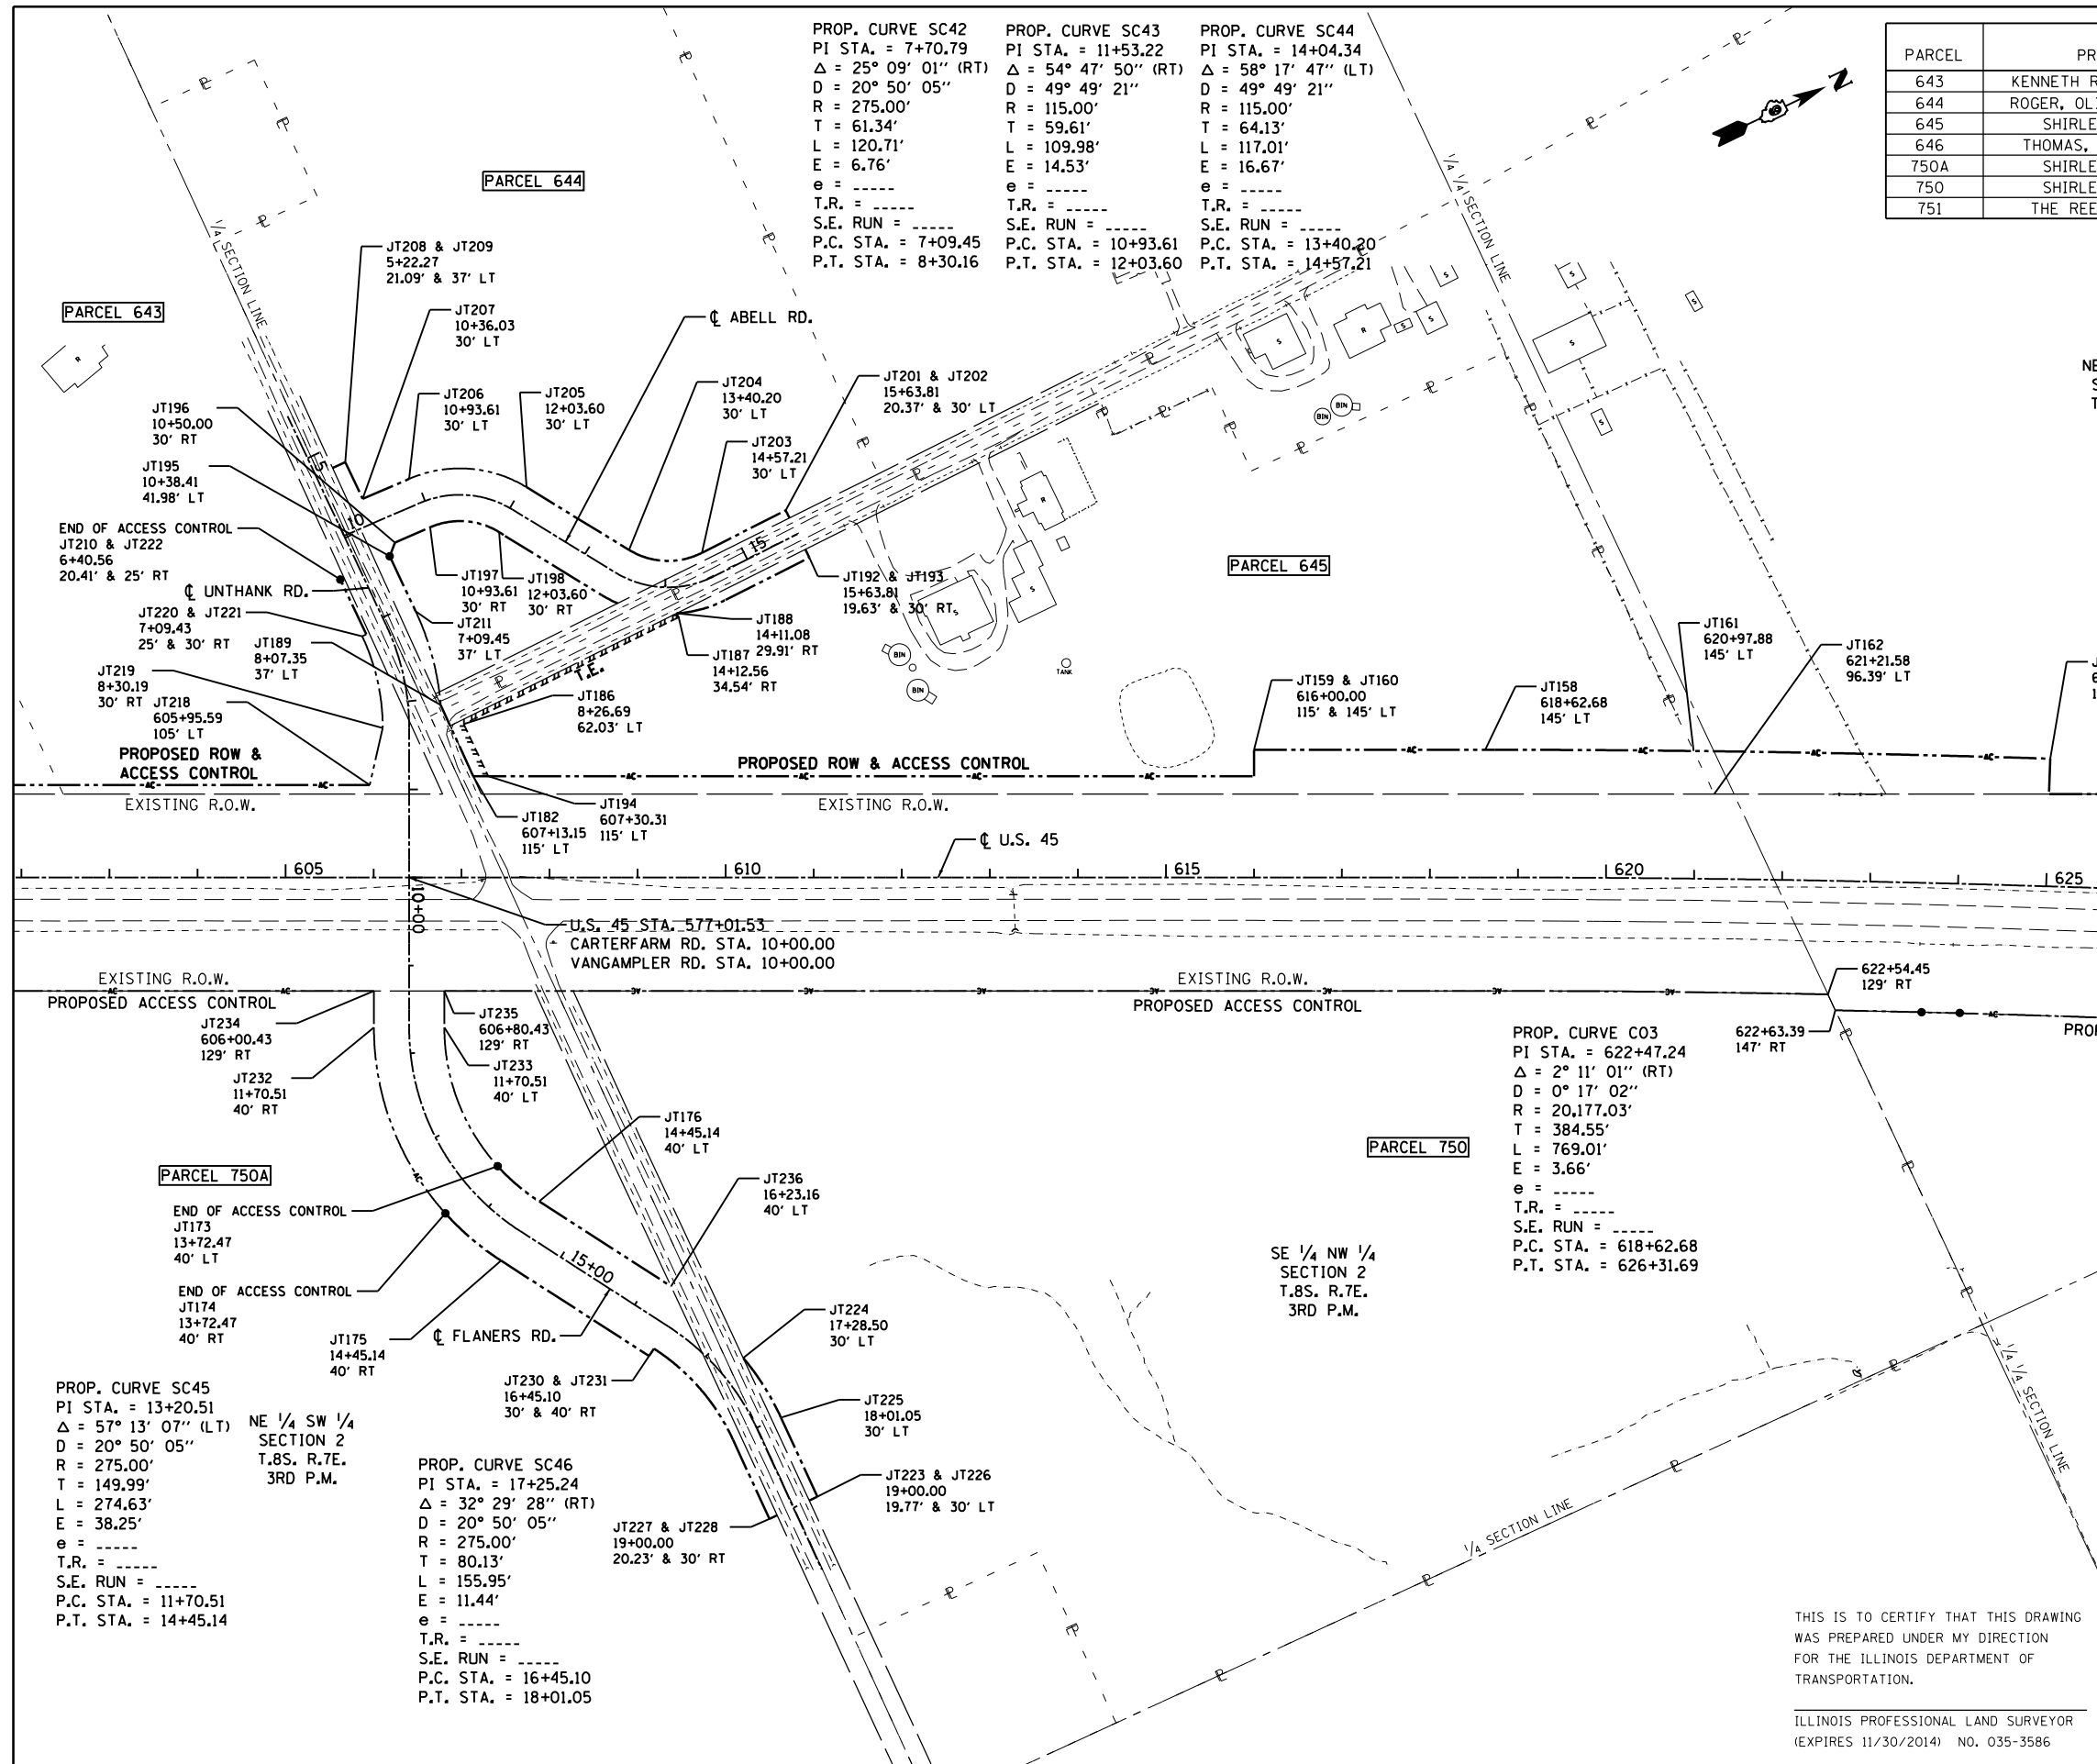 PROP. CURVE SC42
PI STA. = 7+70.79
Δ = 25° 09' 01'' (RT)
D = 20° 50' 05''
R = 275.00'
T = 61.34'
L = 120.71'
E = 6.76'
e = -----
T.R. = -----
S.E. RUN = -----
P.C. STA. = 7+09.45
P.T. STA. = 8+30.16
PROP. CURVE SC43
PI STA. = 11+53.22
Δ = 54° 47' 50'' (RT)
D = 49° 49' 21''
R = 115.00'
T = 59.61'
L = 109.98'
E = 14.53'
e = -----
T.R. = -----
S.E. RUN = -----
P.C. STA. = 10+93.61
P.T. STA. = 12+03.60
PROP. CURVE SC44
PI STA. = 14+04.34
Δ = 58° 17' 47'' (LT)
D = 49° 49' 21''
R = 115.00'
T = 64.13'
L = 117.01'
E = 16.67'
e = -----
T.R. = -----
S.E. RUN = -----
P.C. STA. = 13+40.20
P.T. STA. = 14+57.21
N
PARCEL PR
643 KENNETH R
644 ROGER, OL
645 SHIRLE
646 THOMAS,
750A SHIRLE
750 SHIRLE
751 THE REE
PARCEL 644
PARCEL 643
1/4 SECTION LINE
1/4 1/4 SECTION LINE
JT208 & JT209
5+22.27
21.09' & 37' LT
JT207
10+36.03
30' LT
℄ ABELL RD.
JT206
10+93.61
30' LT
JT205
12+03.60
30' LT
JT204
13+40.20
30' LT
JT201 & JT202
15+63.81
20.37' & 30' LT
JT203
14+57.21
30' LT
JT196
10+50.00
30' RT
JT195
10+38.41
41.98' LT
END OF ACCESS CONTROL
JT210 & JT222
6+40.56
20.41' & 25' RT
℄ UNTHANK RD.
JT220 & JT221
7+09.43
25' & 30' RT
JT189
8+07.35
37' LT
JT219
8+30.19
30' RT
JT218
605+95.59
105' LT
JT197
10+93.61
30' RT
JT198
12+03.60
30' RT
JT211
7+09.45
37' LT
JT192 & JT193
15+63.81
19.63' & 30' RT
JT188
14+11.08
29.91' RT
JT187
14+12.56
34.54' RT
T.E.
JT186
8+26.69
62.03' LT
5
10
15
BIN
BIN
BIN
BIN
TANK
PARCEL 645
JT159 & JT160
616+00.00
115' & 145' LT
JT158
618+62.68
145' LT
JT161
620+97.88
145' LT
JT162
621+21.58
96.39' LT
PROPOSED ROW &
ACCESS CONTROL
PROPOSED ROW & ACCESS CONTROL
EXISTING R.O.W.
EXISTING R.O.W.
JT182
607+13.15
115' LT
JT194
607+30.31
115' LT
℄ U.S. 45
605
610
615
620
625
10+00
U.S. 45 STA. 577+01.53
CARTERFARM RD. STA. 10+00.00
VANGAMPLER RD. STA. 10+00.00
EXISTING R.O.W.
PROPOSED ACCESS CONTROL
EXISTING R.O.W.
PROPOSED ACCESS CONTROL
622+54.45
129' RT
622+63.39
147' RT
JT234
606+00.43
129' RT
JT235
606+80.43
129' RT
JT232
11+70.51
40' RT
JT233
11+70.51
40' LT
JT176
14+45.14
40' LT
JT236
16+23.16
40' LT
PARCEL 750A
PARCEL 750
END OF ACCESS CONTROL
JT173
13+72.47
40' LT
END OF ACCESS CONTROL
JT174
13+72.47
40' RT
15+00
JT175
14+45.14
40' RT
℄ FLANERS RD.
JT224
17+28.50
30' LT
JT230 & JT231
16+45.10
30' & 40' RT
JT225
18+01.05
30' LT
JT223 & JT226
19+00.00
19.77' & 30' LT
JT227 & JT228
19+00.00
20.23' & 30' RT
PROP. CURVE CO3
PI STA. = 622+47.24
Δ = 2° 11' 01'' (RT)
D = 0° 17' 02''
R = 20,177.03'
T = 384.55'
L = 769.01'
E = 3.66'
e = -----
T.R. = -----
S.E. RUN = -----
P.C. STA. = 618+62.68
P.T. STA. = 626+31.69
SE 1/4 NW 1/4
SECTION 2
T.8S. R.7E.
3RD P.M.
PROP. CURVE SC45
PI STA. = 13+20.51
Δ = 57° 13' 07'' (LT)
D = 20° 50' 05''
R = 275.00'
T = 149.99'
L = 274.63'
E = 38.25'
e = -----
T.R. = -----
S.E. RUN = -----
P.C. STA. = 11+70.51
P.T. STA. = 14+45.14
NE 1/4 SW 1/4
SECTION 2
T.8S. R.7E.
3RD P.M.
PROP. CURVE SC46
PI STA. = 17+25.24
Δ = 32° 29' 28'' (RT)
D = 20° 50' 05''
R = 275.00'
T = 80.13'
L = 155.95'
E = 11.44'
e = -----
T.R. = -----
S.E. RUN = -----
P.C. STA. = 16+45.10
P.T. STA. = 18+01.05
1/4 SECTION LINE
1/4 1/4 SECTION LINE
THIS IS TO CERTIFY THAT THIS DRAWING
WAS PREPARED UNDER MY DIRECTION
FOR THE ILLINOIS DEPARTMENT OF
TRANSPORTATION.
ILLINOIS PROFESSIONAL LAND SURVEYOR
(EXPIRES 11/30/2014) NO. 035-3586